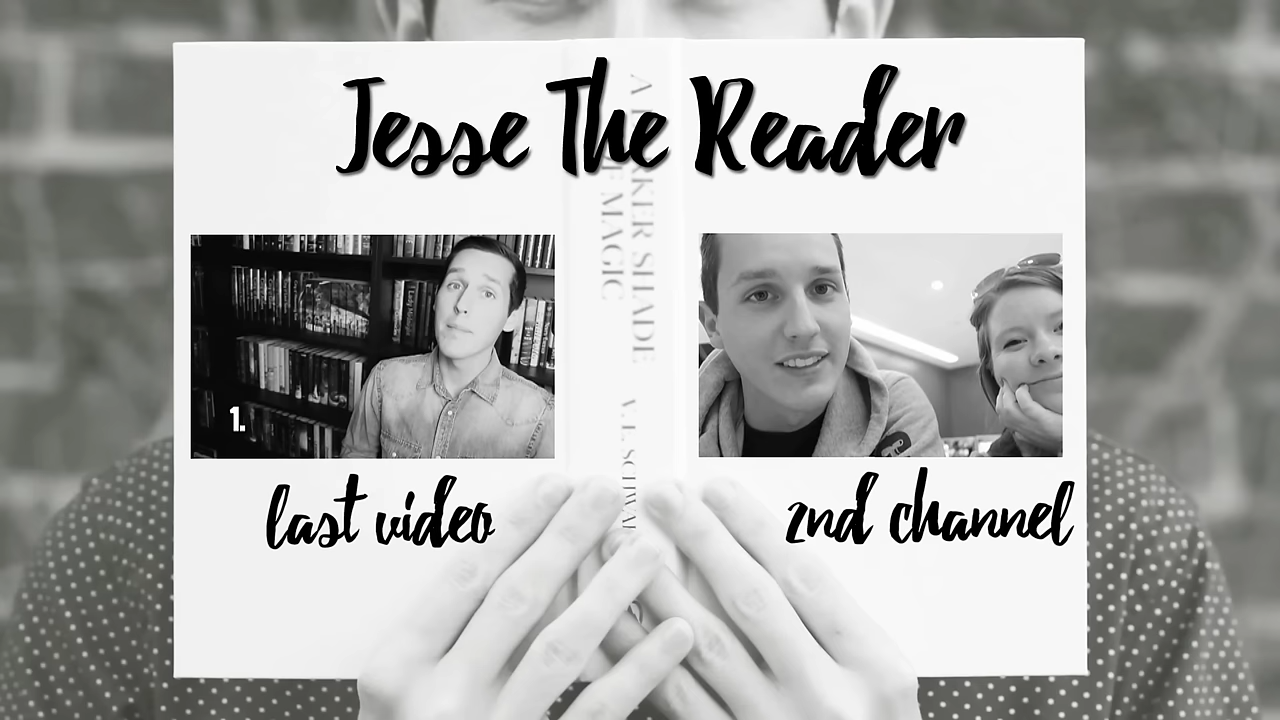 Jesse The Reader
A DARKER SHADE
OF MAGIC
V. E. SCHWAB
1.
last video
2nd channel